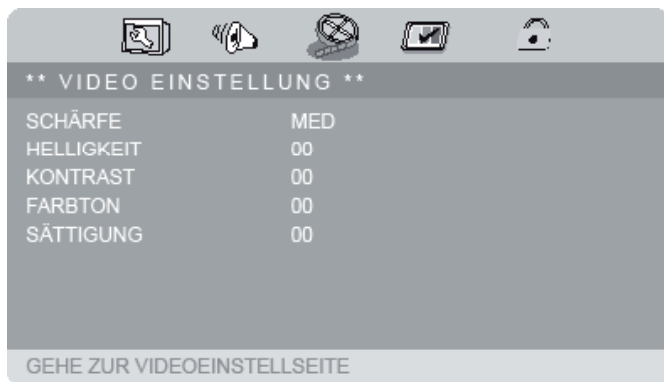 ** VIDEO EINSTELLUNG **
SCHÄRFE MED
HELLIGKEIT 00
KONTRAST 00
FARBTON 00
SÄTTIGUNG 00
GEHE ZUR VIDEOEINSTELLSEITE